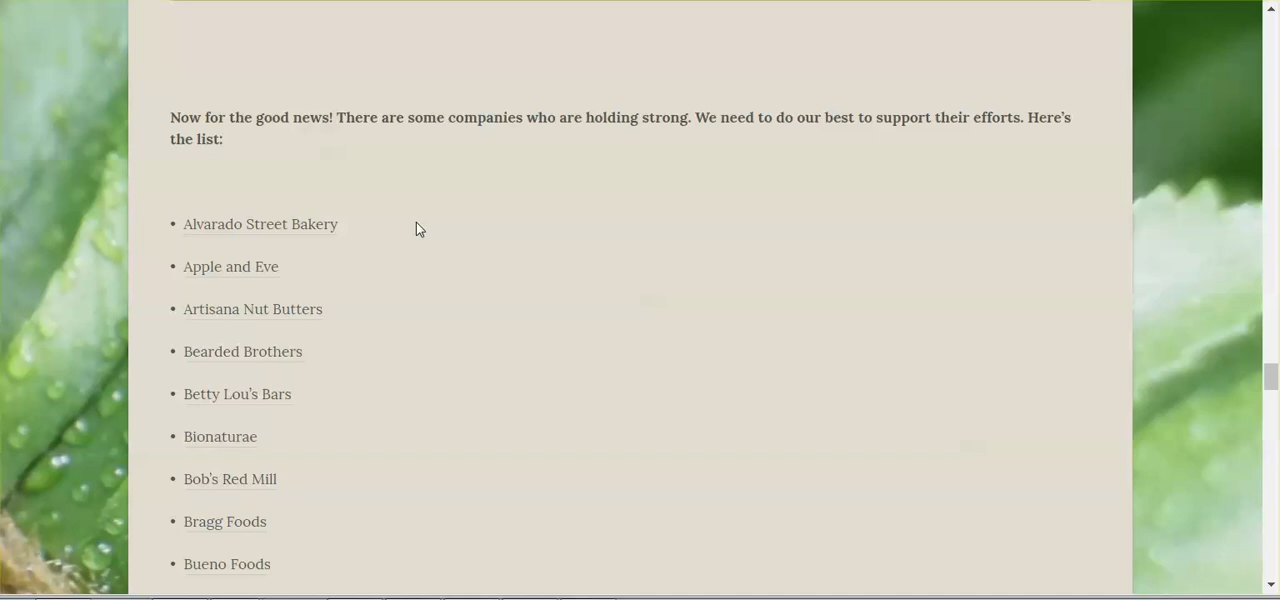 Now for the good news! There are some companies who are holding strong. We need to do our best to support their efforts. Here’s
the list:
• Alvarado Street Bakery
• Apple and Eve
• Artisana Nut Butters
• Bearded Brothers
• Betty Lou’s Bars
• Bionaturae
• Bob’s Red Mill
• Bragg Foods
• Bueno Foods